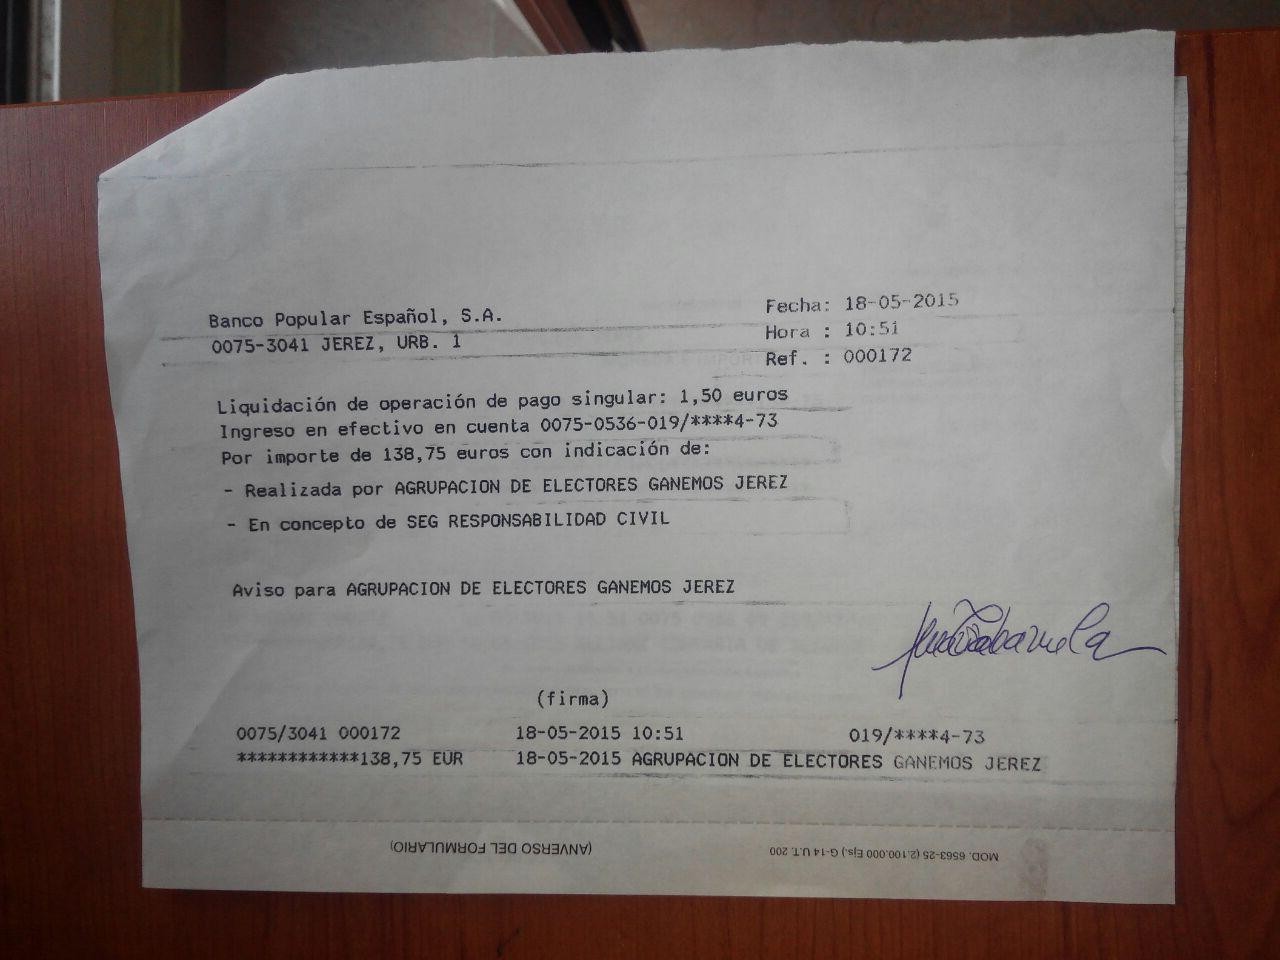 Banco Popular Español, S.A.
0075-3041 JEREZ, URB. 1
Fecha: 18-05-2015
Hora : 10:51
Ref. : 000172
Liquidación de operación de pago singular: 1,50 euros
Ingreso en efectivo en cuenta 0075-0536-019/****4-73
Por importe de 138,75 euros con indicación de:
- Realizada por AGRUPACION DE ELECTORES GANEMOS JEREZ
- En concepto de SEG RESPONSABILIDAD CIVIL
Aviso para AGRUPACION DE ELECTORES GANEMOS JEREZ
(firma)
0075/3041 000172 18-05-2015 10:51 019/****4-73
************138,75 EUR 18-05-2015 AGRUPACION DE ELECTORES GANEMOS JEREZ
MOD. 6563-25 (2.100.000 Ejs.) G-14 U.T. 200
(ANVERSO DEL FORMULARIO)